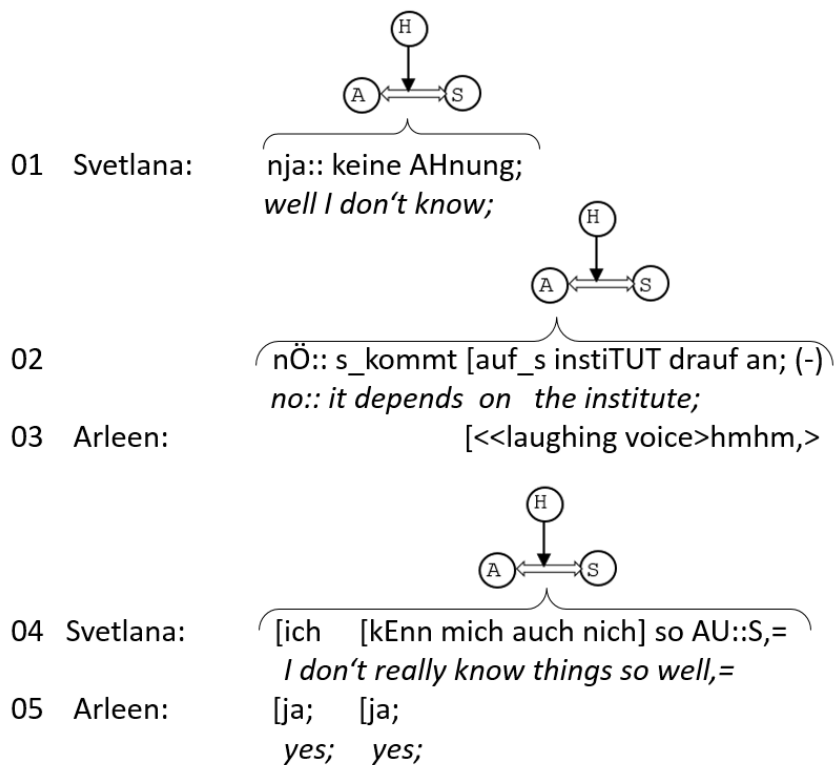 H
A S
01 Svetlana: nja:: keine AHnung;
well I don‘t know;
H
A S
02 nÖ:: s_kommt [auf_s instiTUT drauf an; (-)
no:: it depends on the institute;
03 Arleen: [<<laughing voice>hmhm,>
H
A S
04 Svetlana: [ich [kEnn mich auch nich] so AU::S,=
I don‘t really know things so well,=
05 Arleen: [ja; [ja;
yes; yes;